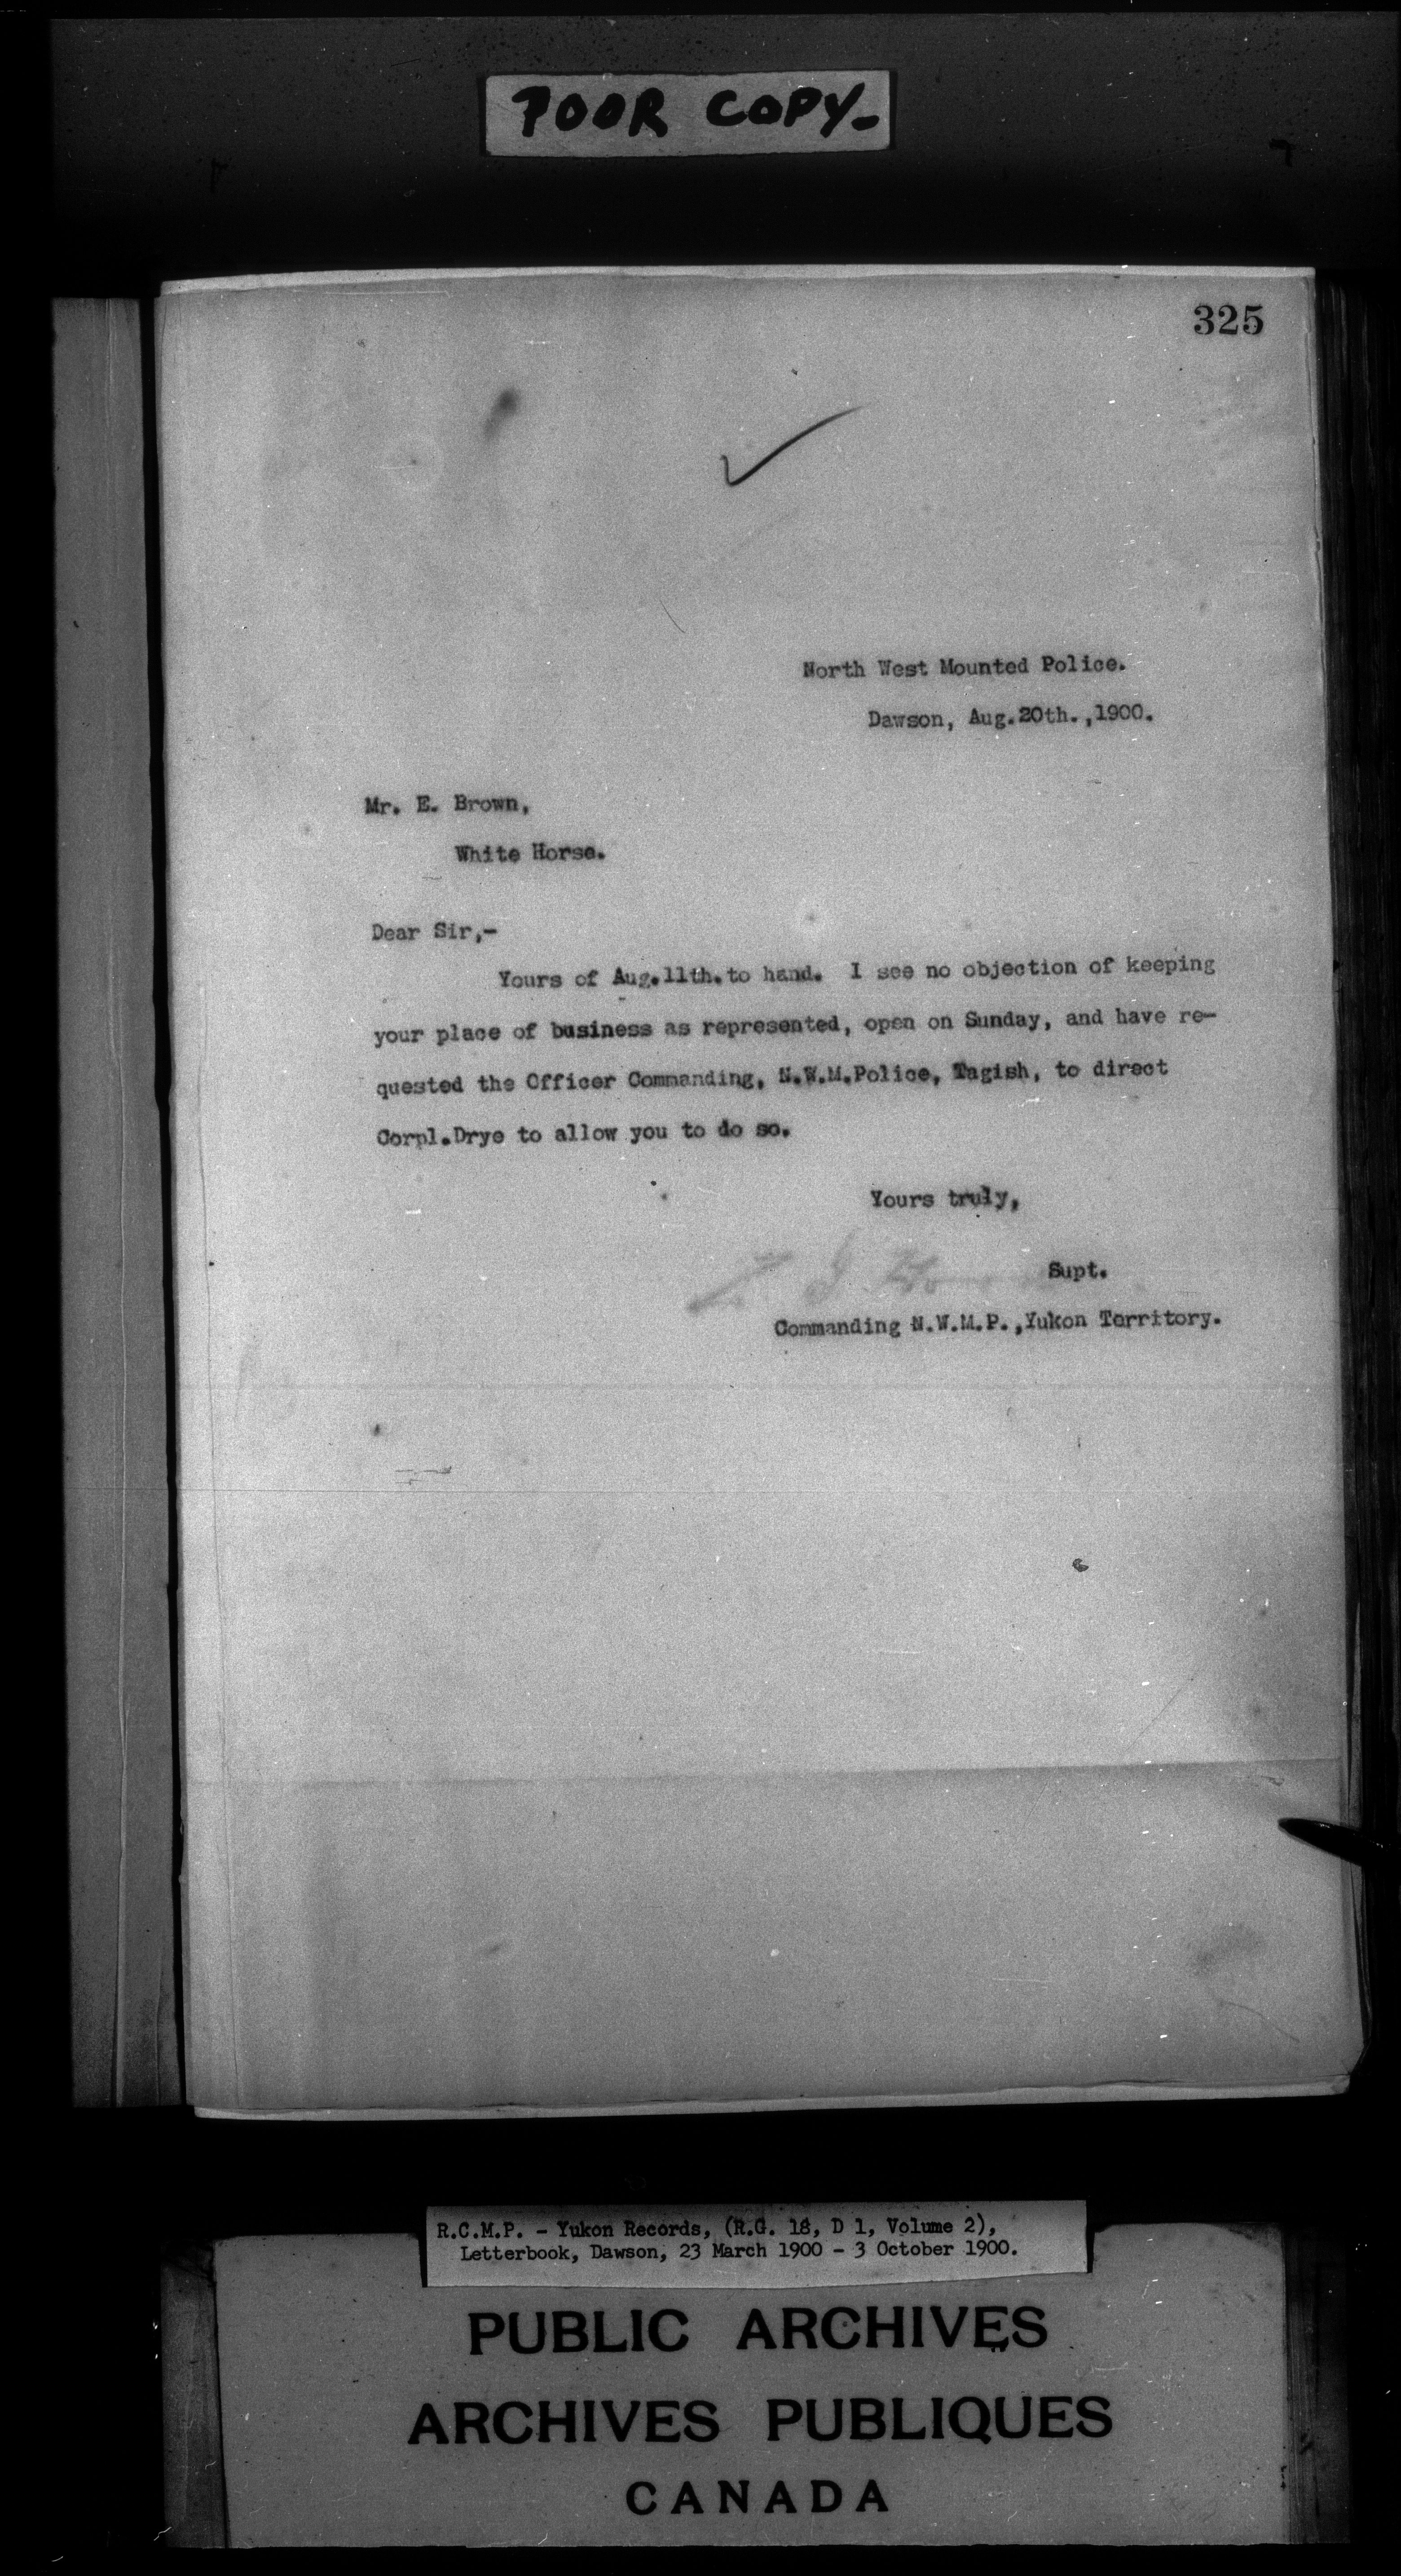 POOR COPY-
325
North West Mounted Police.
Dawson, Aug.20th.,1900.
Mr. E. Brown,
White Horse.
Dear Sir,-
Yours of Aug.11th.to hand. I see no objection of keeping
your place of business as represented, open on Sunday, and have re-
quested the Officer Commanding, N.W.M.Police, Tagish, to direct
Corpl.Drye to allow you to do so.
Yours truly,
Supt.
Commanding N.W.M.P.,Yukon Territory.
R.C.M.P. - Yukon Records, (R.G. 18, D 1, Volume 2),
Letterbook, Dawson, 23 March 1900 - 3 October 1900.
PUBLIC ARCHIVES
ARCHIVES PUBLIQUES
CANADA